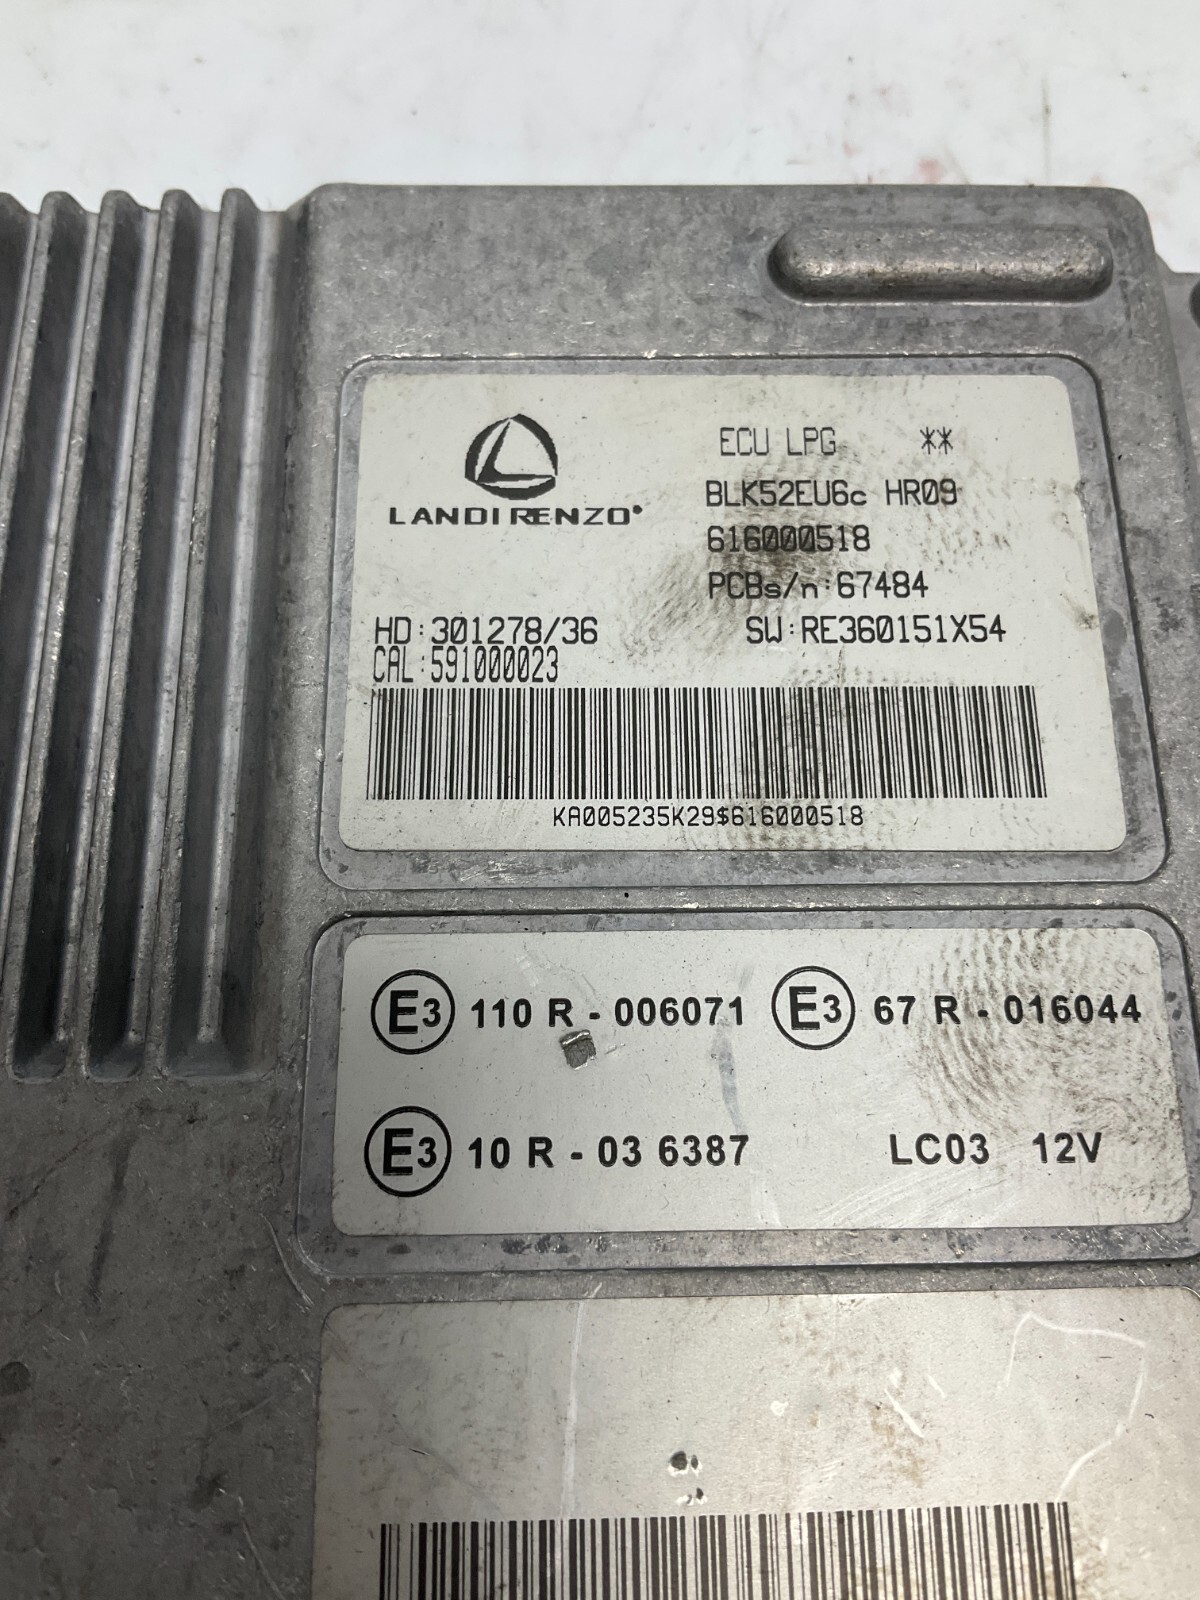 LANDIRENZO
ECU LPG **
BLK52EU6c HR09
616000518
PCBs/n:67484
HD:301278/36 SW:RE360151X54
CAL:591000023
KA005235K29$616000518
E3 110 R - 006071 E3 67 R - 016044
E3 10 R - 03 6387 LC03 12V